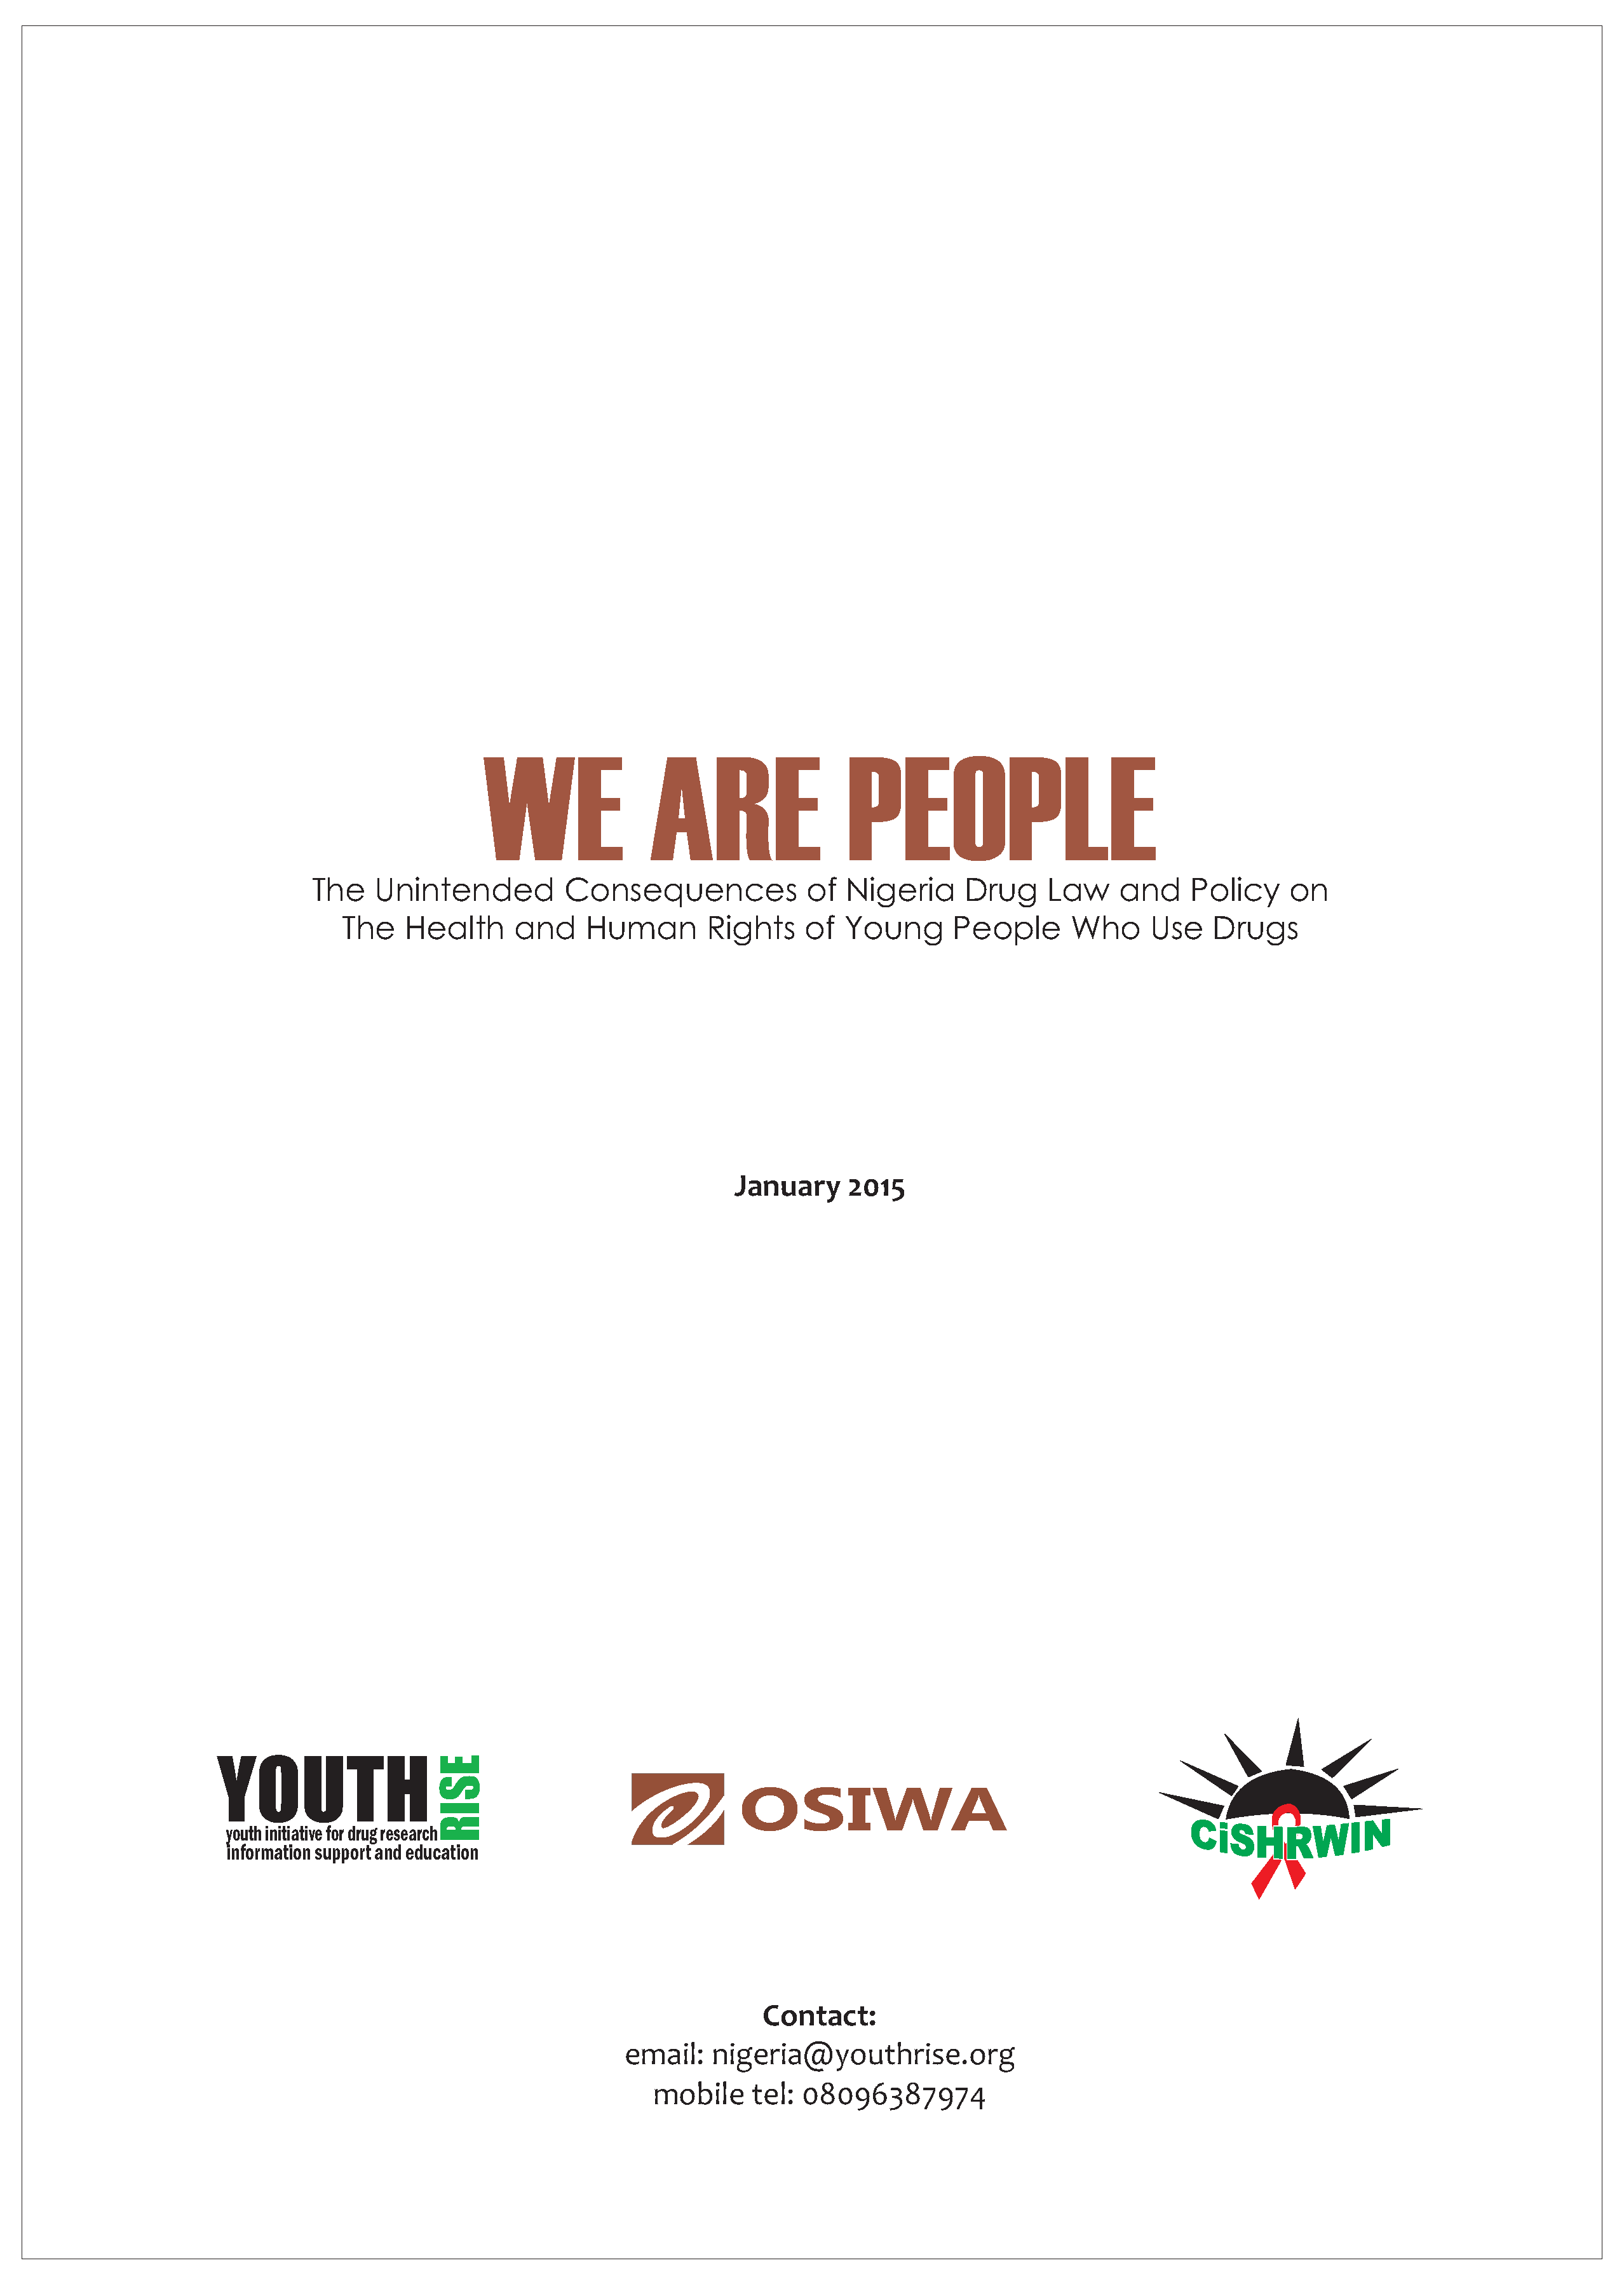 WE ARE PEOPLE
The Unintended Consequences of Nigeria Drug Law and Policy on
The Health and Human Rights of Young People Who Use Drugs
January 2015
YOUTH RISE
youth initiative for drug research
information support and education
OSIWA
CiSHRWIN
Contact:
email: nigeria@youthrise.org
mobile tel: 08096387974